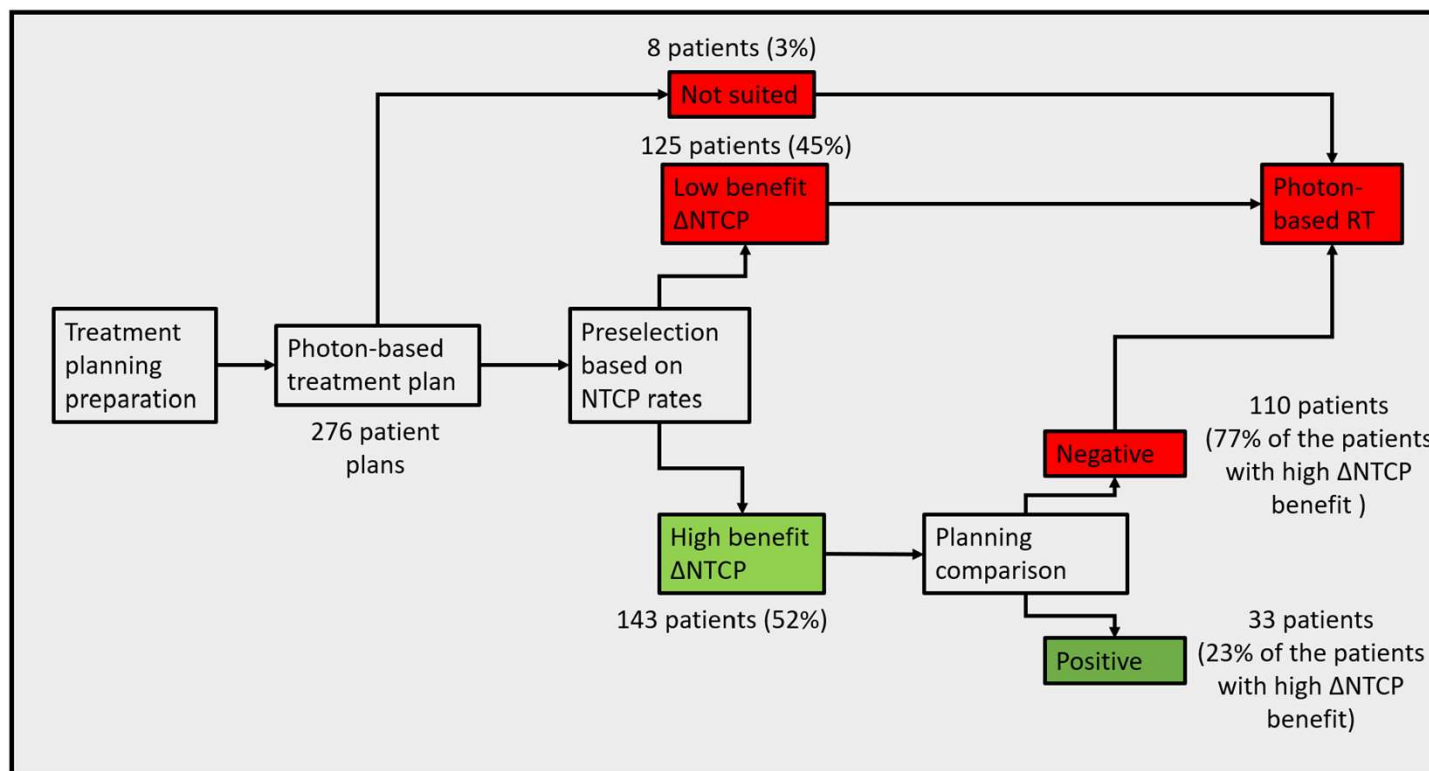 8 patients (3%)
Not suited
125 patients (45%)
Low benefit
ΔNTCP
Photon-
based RT
Treatment
planning
preparation
Photon-based
treatment plan
276 patient
plans
Preselection
based on
NTCP rates
High benefit
ΔNTCP
143 patients (52%)
Planning
comparison
Negative
110 patients
(77% of the patients
with high ΔNTCP
benefit )
Positive
33 patients
(23% of the patients
with high ΔNTCP
benefit)